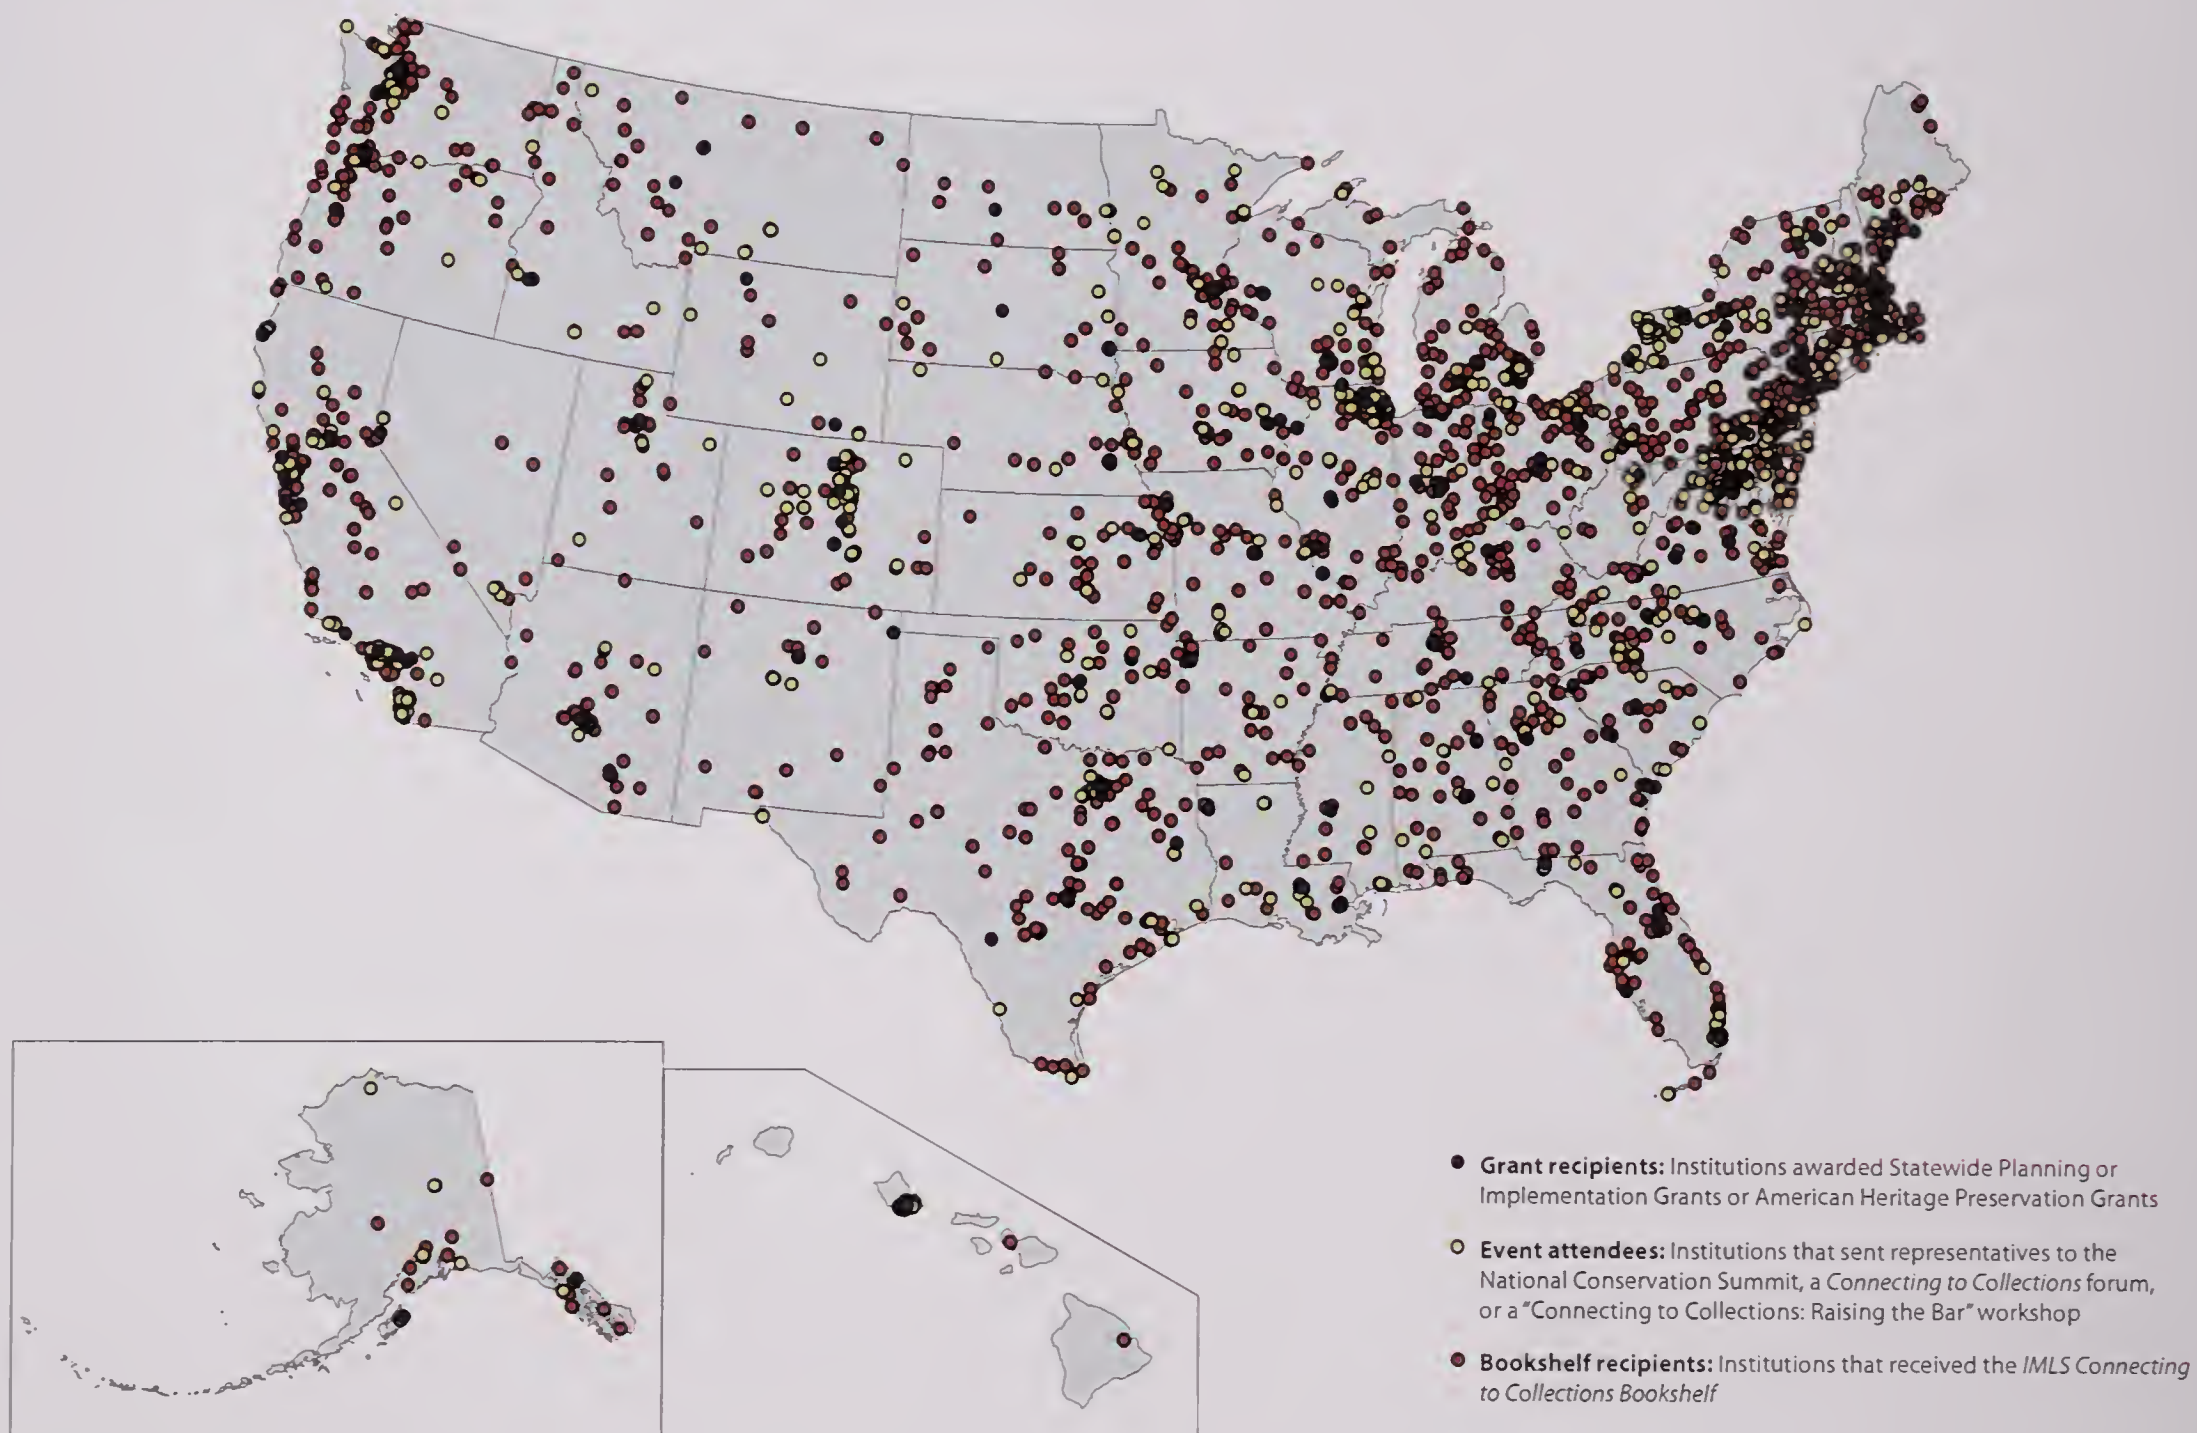 Grant recipients: Institutions awarded Statewide Planning or
Implementation Grants or American Heritage Preservation Grants
Event attendees: Institutions that sent representatives to the
National Conservation Summit, a Connecting to Collections forum,
or a "Connecting to Collections: Raising the Bar" workshop
Bookshelf recipients: Institutions that received the IMLS Connecting
to Collections Bookshelf